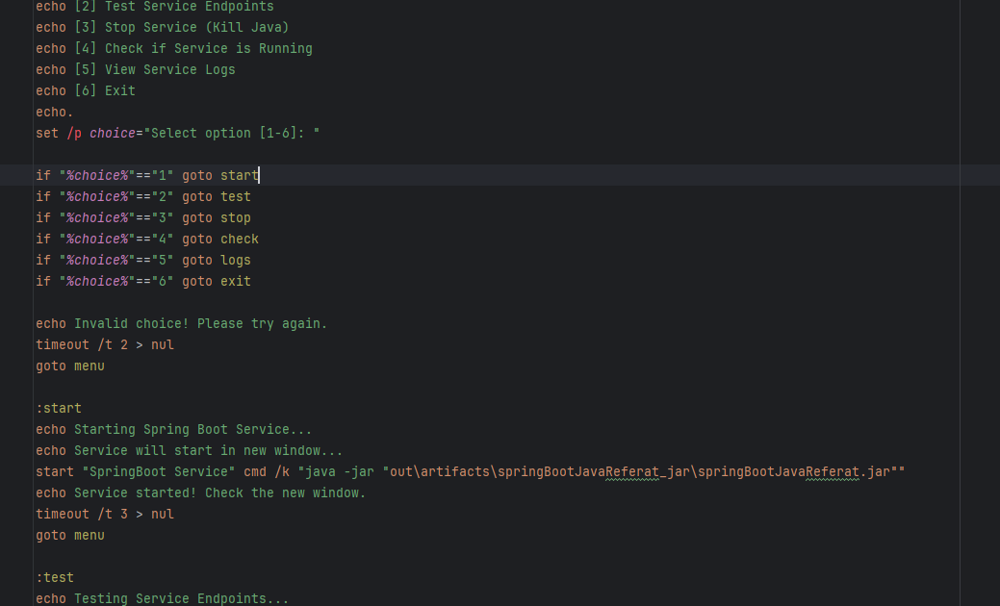 echo [2] Test Service Endpoints
echo [3] Stop Service (Kill Java)
echo [4] Check if Service is Running
echo [5] View Service Logs
echo [6] Exit
echo.
set /p choice="Select option [1-6]: "
if "%choice%"=="1" goto start
if "%choice%"=="2" goto test
if "%choice%"=="3" goto stop
if "%choice%"=="4" goto check
if "%choice%"=="5" goto logs
if "%choice%"=="6" goto exit
echo Invalid choice! Please try again.
timeout /t 2 > nul
goto menu
:start
echo Starting Spring Boot Service...
echo Service will start in new window...
start "SpringBoot Service" cmd /k "java -jar "out\artifacts\springBootJavaReferat_jar\springBootJavaReferat.jar""
echo Service started! Check the new window.
timeout /t 3 > nul
goto menu
:test
echo Testing Service Endpoints...